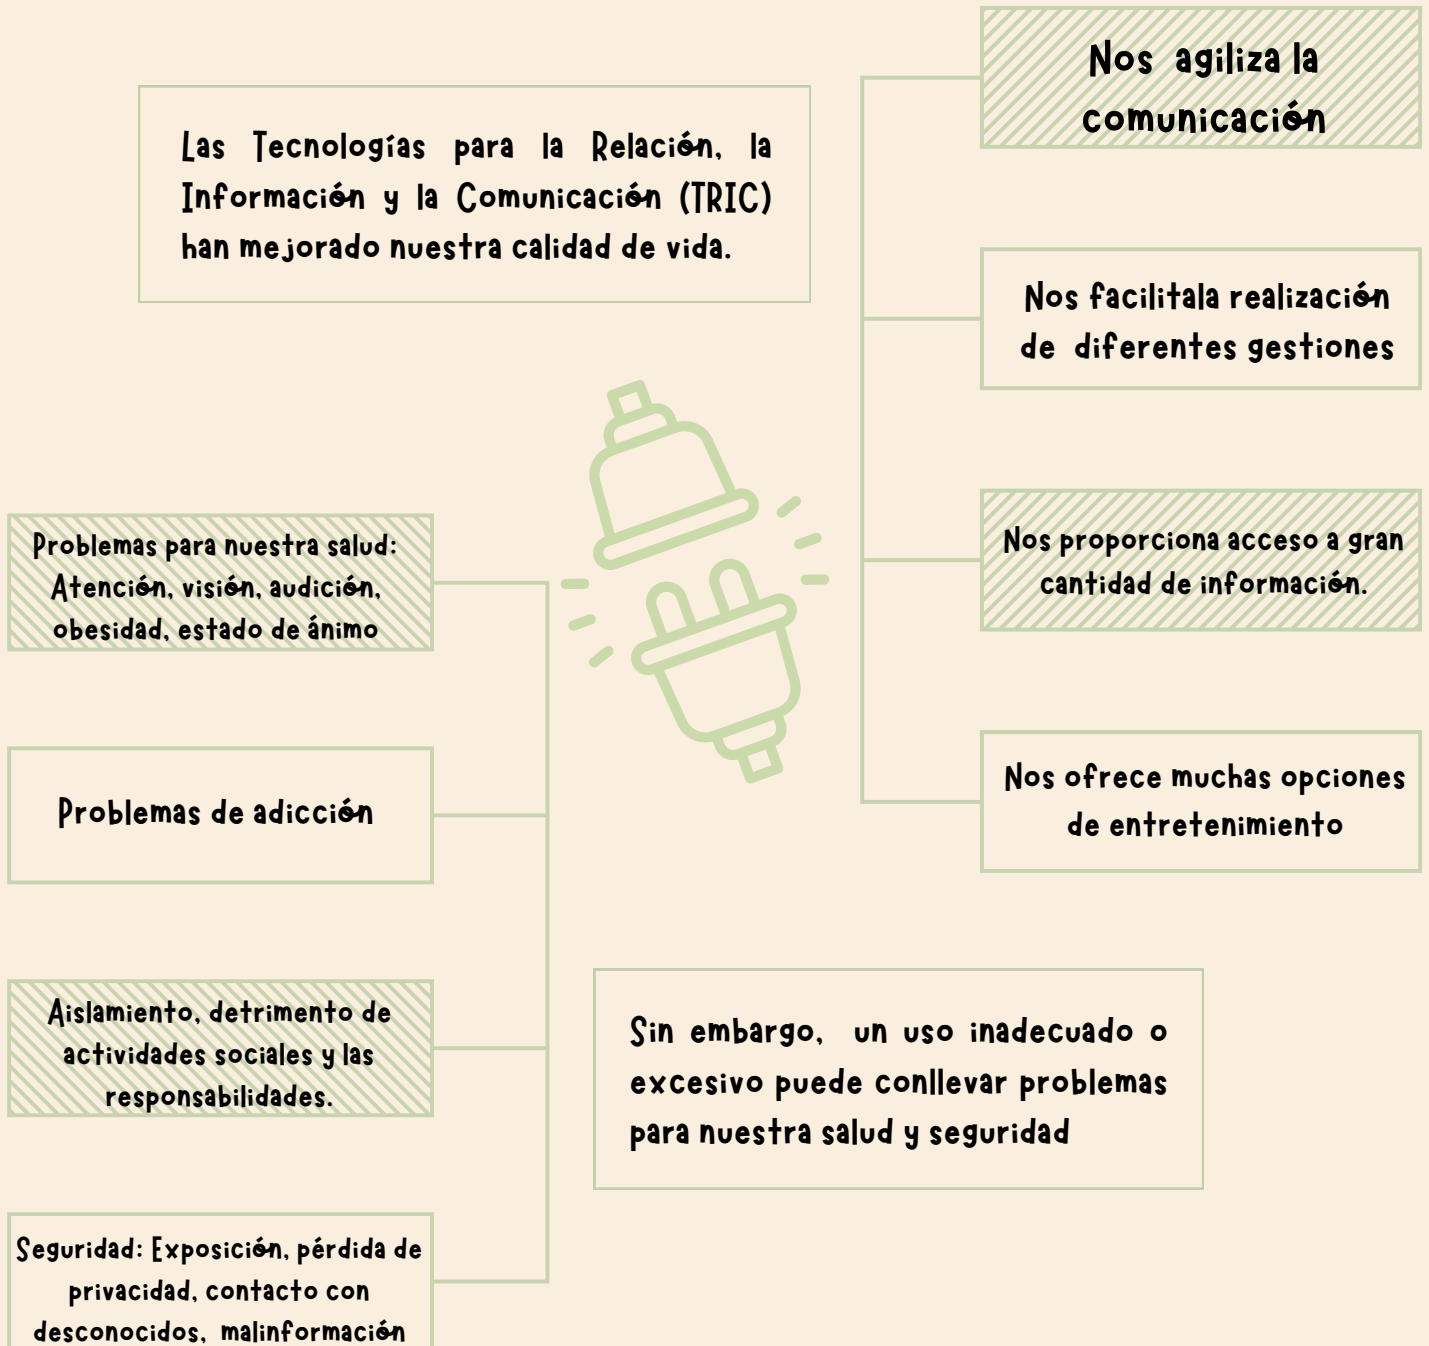 Las Tecnologías para la Relación, la
Información y la Comunicación (TRIC)
han mejorado nuestra calidad de vida.
Nos agiliza la
comunicación
Nos facilitala realización
de diferentes gestiones
Nos proporciona acceso a gran
cantidad de información.
Nos ofrece muchas opciones
de entretenimiento
Sin embargo, un uso inadecuado o
excesivo puede conllevar problemas
para nuestra salud y seguridad
Problemas para nuestra salud:
Atención, visión, audición,
obesidad, estado de ánimo
Problemas de adicción
Aislamiento, detrimento de
actividades sociales y las
responsabilidades.
Seguridad: Exposición, pérdida de
privacidad, contacto con
desconocidos, malinformación